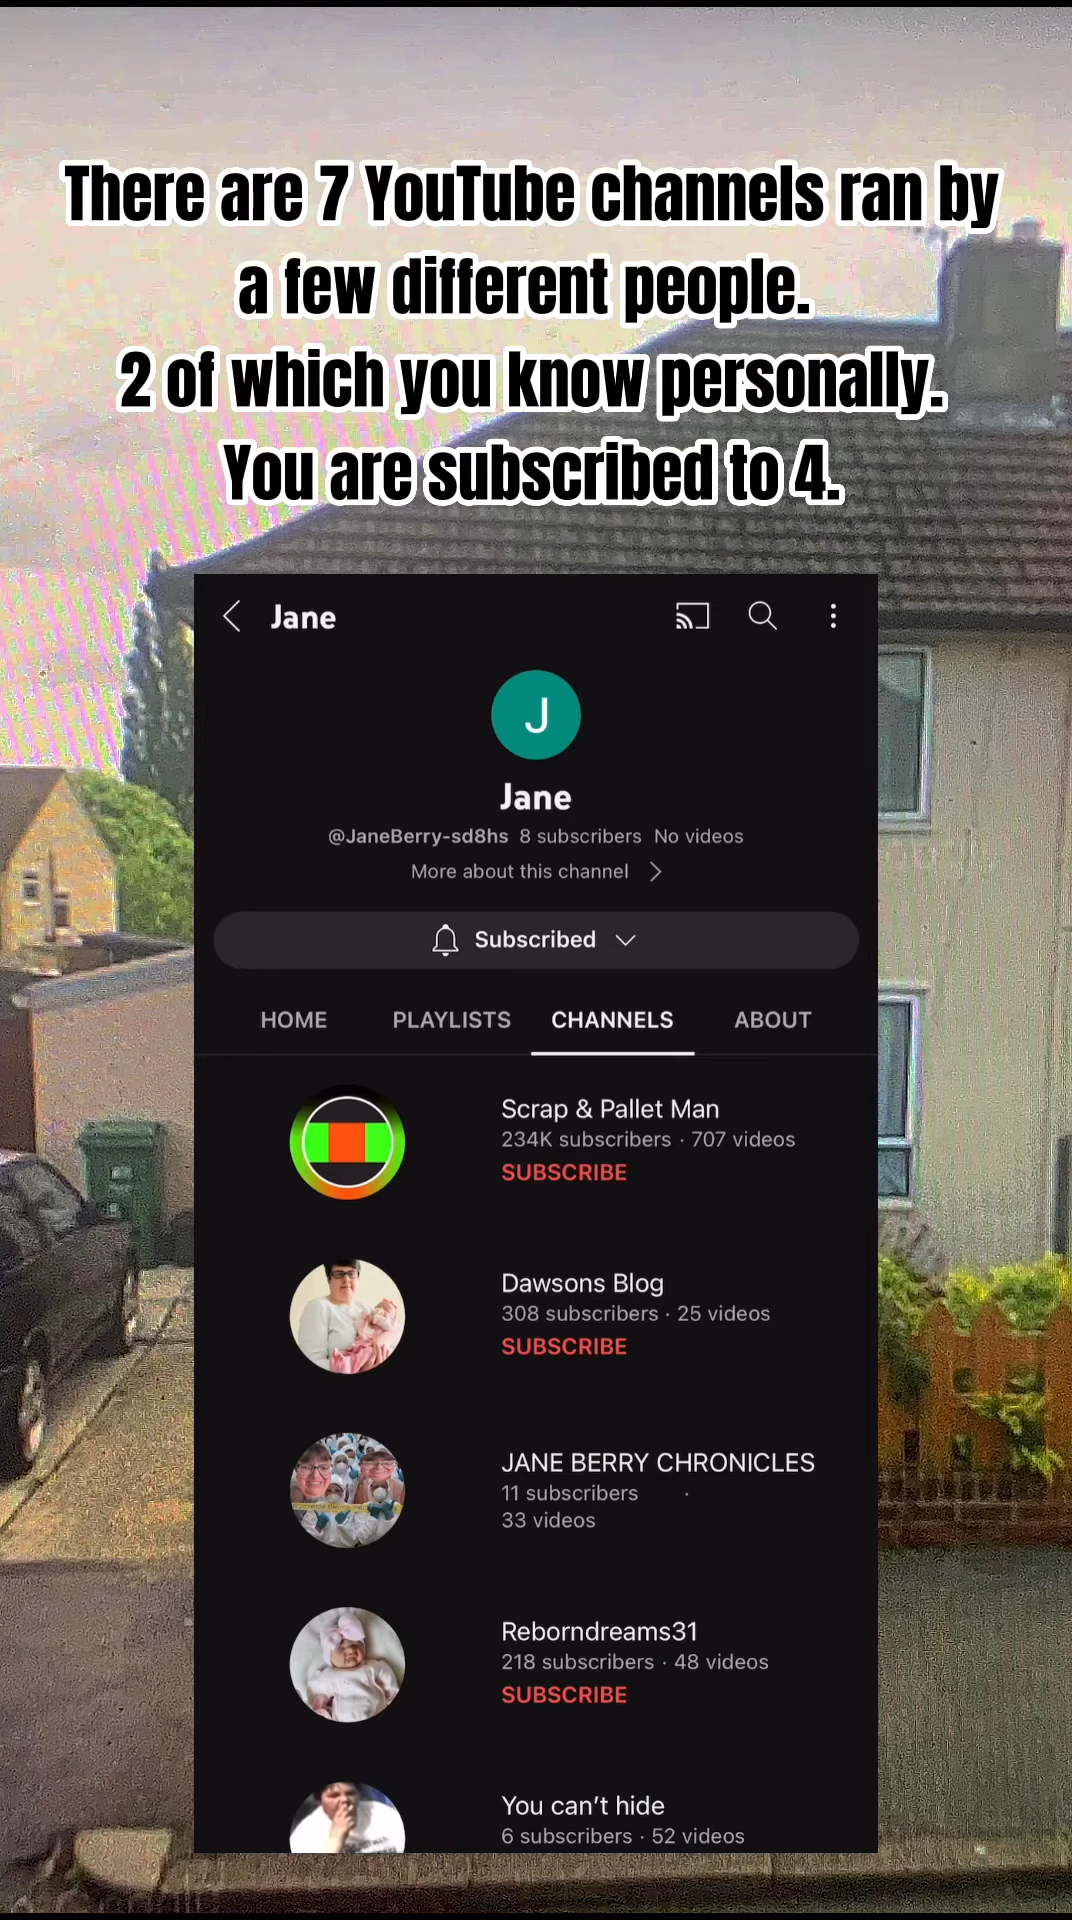 There are 7 YouTube channels ran by
a few different people.
2 of which you know personally.
You are subscribed to 4.
Jane
J
Jane
@JaneBerry-sd8hs 8 subscribers No videos
More about this channel
Subscribed
HOME PLAYLISTS CHANNELS ABOUT
Scrap & Pallet Man
234K subscribers · 707 videos
SUBSCRIBE
Dawsons Blog
308 subscribers · 25 videos
SUBSCRIBE
JANE BERRY CHRONICLES
11 subscribers ·
33 videos
Reborndreams31
218 subscribers · 48 videos
SUBSCRIBE
You can't hide
6 subscribers · 52 videos